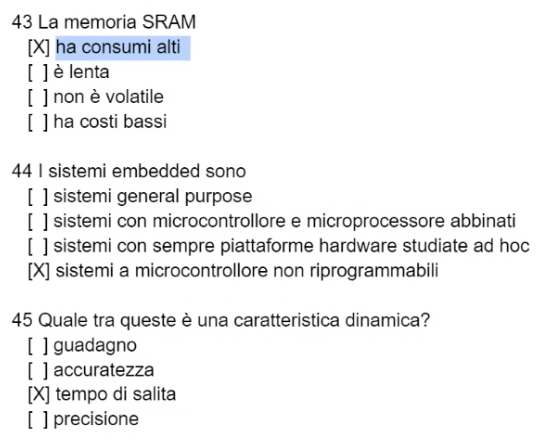 43 La memoria SRAM
[X] ha consumi alti
[ ] è lenta
[ ] non è volatile
[ ] ha costi bassi
44 I sistemi embedded sono
[ ] sistemi general purpose
[ ] sistemi con microcontrollore e microprocessore abbinati
[ ] sistemi con sempre piattaforme hardware studiate ad hoc
[X] sistemi a microcontrollore non riprogrammabili
45 Quale tra queste è una caratteristica dinamica?
[ ] guadagno
[ ] accuratezza
[X] tempo di salita
[ ] precisione